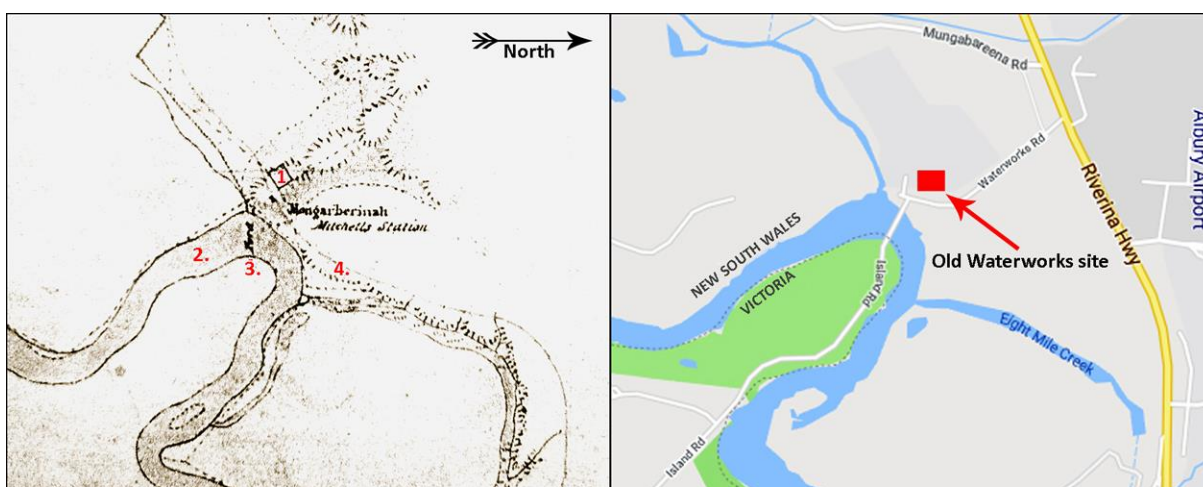 North
1
Mungarberinah
Mitchells Station
Ford
2.
3.
4.
Mungabareena Rd
Waterworks Rd
Albury Airport
Riverina Hwy
NEW SOUTH WALES
VICTORIA
Island Rd
Old Waterworks site
Eight Mile Creek
Island Rd